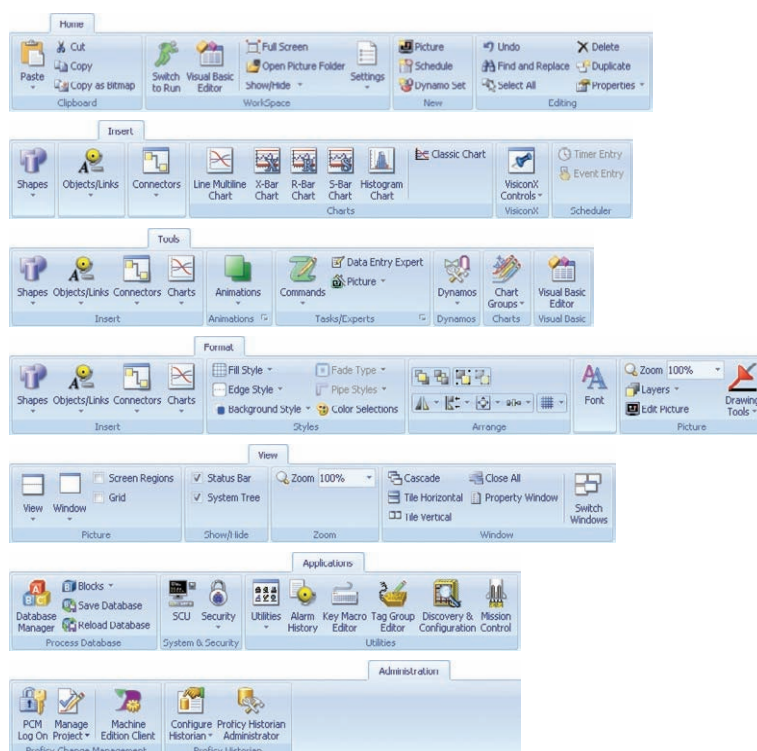 Home
Cut
Copy
Copy as Bitmap
Paste
Clipboard
Switch to Run
Visual Basic Editor
Full Screen
Open Picture Folder
Show/Hide
Settings
WorkSpace
Picture
Schedule
Dynamo Set
New
Undo
Find and Replace
Select All
Delete
Duplicate
Properties
Editing
Insert
Shapes
Objects/Links
Connectors
Line Multiline Chart
X-Bar Chart
R-Bar Chart
S-Bar Chart
Histogram Chart
Classic Chart
Charts
VisiconX Controls
VisiconX
Timer Entry
Event Entry
Scheduler
Tools
Shapes
Objects/Links
Connectors
Charts
Insert
Animations
Animations
Commands
Data Entry Expert
Picture
Tasks/Experts
Dynamos
Dynamos
Chart Groups
Charts
Visual Basic Editor
Visual Basic
Format
Shapes
Objects/Links
Connectors
Charts
Insert
Fill Style
Edge Style
Background Style
Fade Type
Pipe Styles
Color Selections
Styles
Arrange
Font
Zoom 100%
Layers
Edit Picture
Drawing Tools
Picture
View
View
Window
Screen Regions
Grid
Picture
Status Bar
System Tree
Show/Hide
Zoom 100%
Zoom
Cascade
Tile Horizontal
Tile Vertical
Close All
Property Window
Switch Windows
Window
Applications
Database Manager
Blocks
Save Database
Reload Database
Process Database
SCU
Security
System & Security
Utilities
Alarm History
Key Macro Editor
Tag Group Editor
Discovery & Configuration
Mission Control
Utilities
Administration
PCM Log On
Manage Project
Machine Edition Client
Proficy Change Management
Configure Historian
Proficy Historian Administrator
Proficy Historian